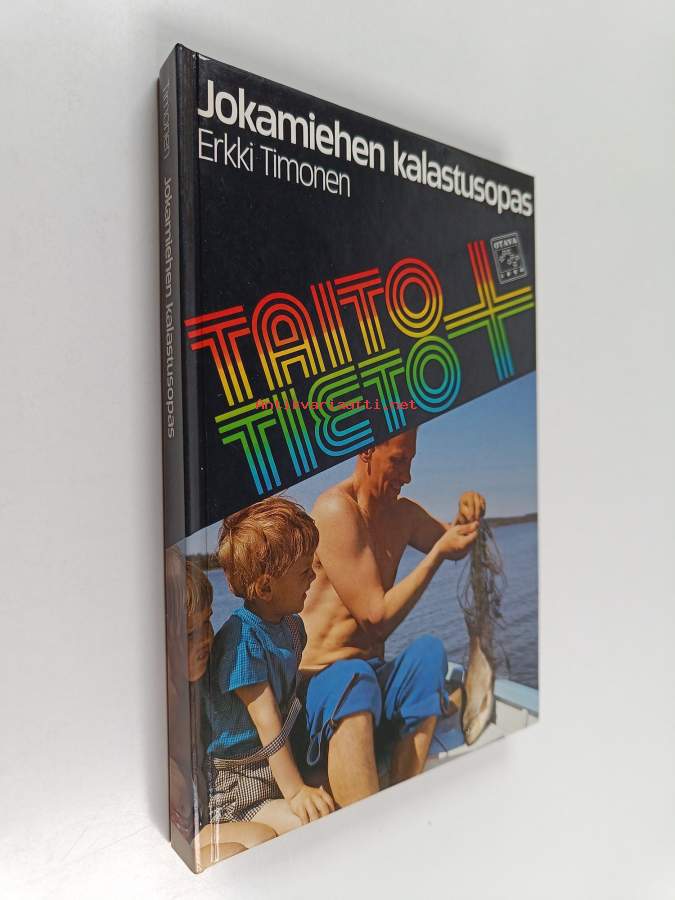 Jokamiehen kalastusopas
Erkki Timonen
OTAVA
TAITO +
TIETO
Antikvariaatti.net
Timonen Jokamiehen kalastusopas